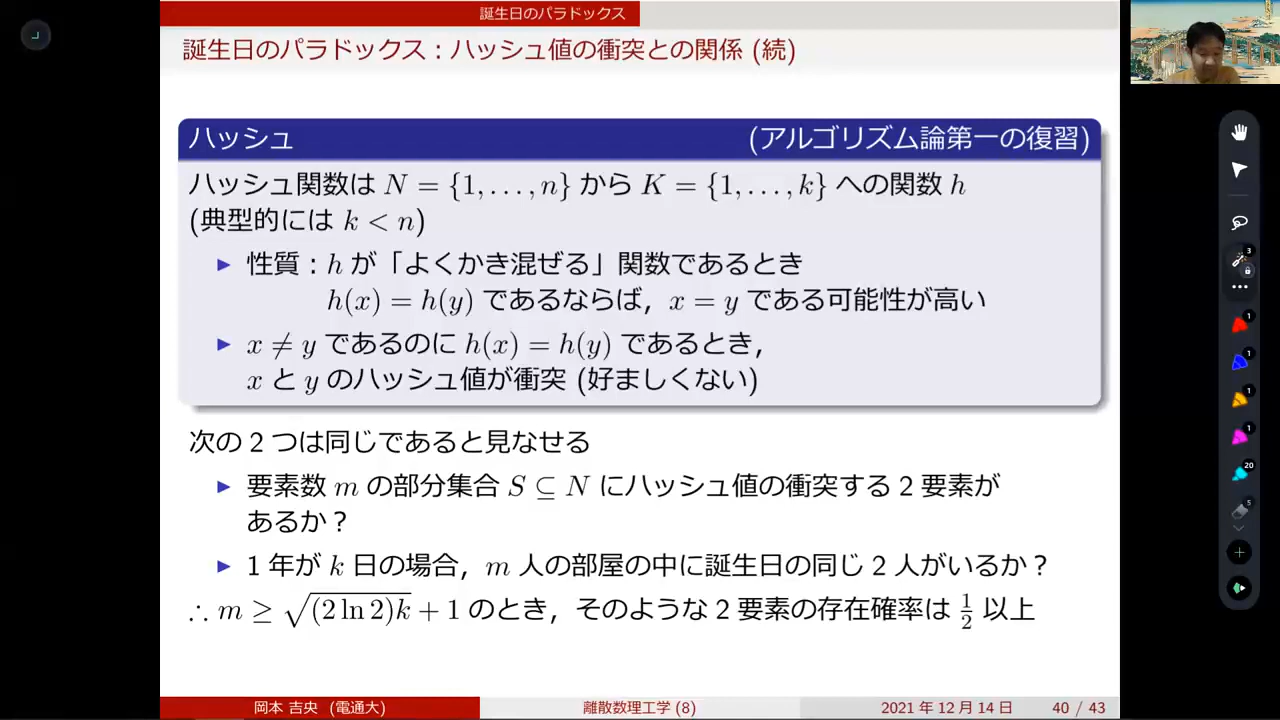 誕生日のパラドックス
誕生日のパラドックス : ハッシュ値の衝突との関係 (続)
ハッシュ (アルゴリズム論第一の復習)
ハッシュ関数は N = {1, . . . , n} から K = {1, . . . , k} への関数 h
(典型的には k < n)
▶ 性質 : h が「よくかき混ぜる」関数であるとき
h(x) = h(y) であるならば, x = y である可能性が高い
▶ x ≠ y であるのに h(x) = h(y) であるとき,
x と y のハッシュ値が衝突 (好ましくない)
次の 2 つは同じであると見なせる
▶ 要素数 m の部分集合 S ⊆ N にハッシュ値の衝突する 2 要素が
あるか?
▶ 1 年が k 日の場合, m 人の部屋の中に誕生日の同じ 2 人がいるか?
∴ m ≥ √(2 ln 2)k + 1 のとき, そのような 2 要素の存在確率は 1/2 以上
岡本 吉央 (電通大) 離散数理工学 (8) 2021 年 12 月 14 日 40 / 43
3
1
1
1
1
20
5